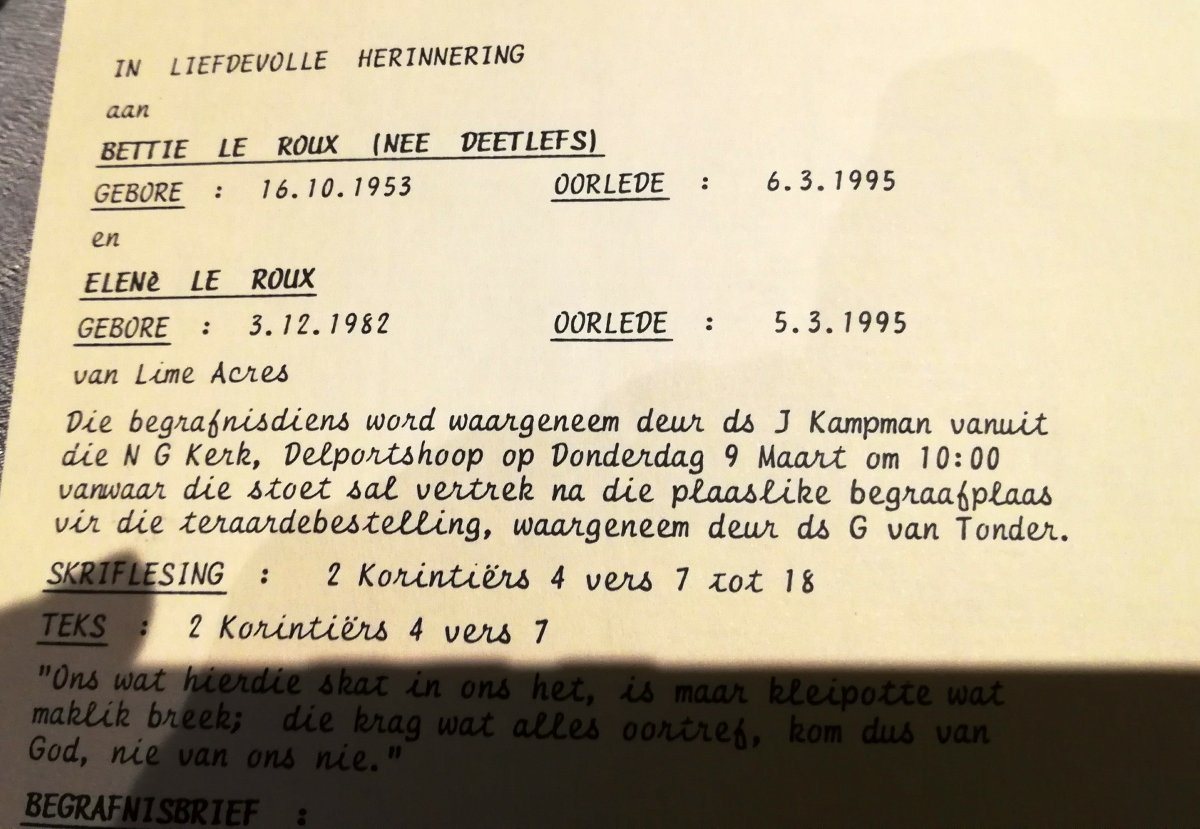 IN LIEFDEVOLLE HERINNERING
aan
BETTIE LE ROUX (NEE DEETLEFS)
GEBORE : 16.10.1953 OORLEDE : 6.3.1995
en
ELENè LE ROUX
GEBORE : 3.12.1982 OORLEDE : 5.3.1995
van Lime Acres
Die begrafnisdiens word waargeneem deur ds J Kampman vanuit
die N G Kerk, Delportshoop op Donderdag 9 Maart om 10:00
vanwaar die stoet sal vertrek na die plaaslike begraafplaas
vir die teraardebestelling, waargeneem deur ds G van Tonder.
SKRIFLESING : 2 Korintiërs 4 vers 7 tot 18
TEKS : 2 Korintiërs 4 vers 7
"Ons wat hierdie skat in ons het, is maar kleipotte wat
maklik breek; die krag wat alles oortref, kom dus van
God, nie van ons nie."
BEGRAFNISBRIEF :